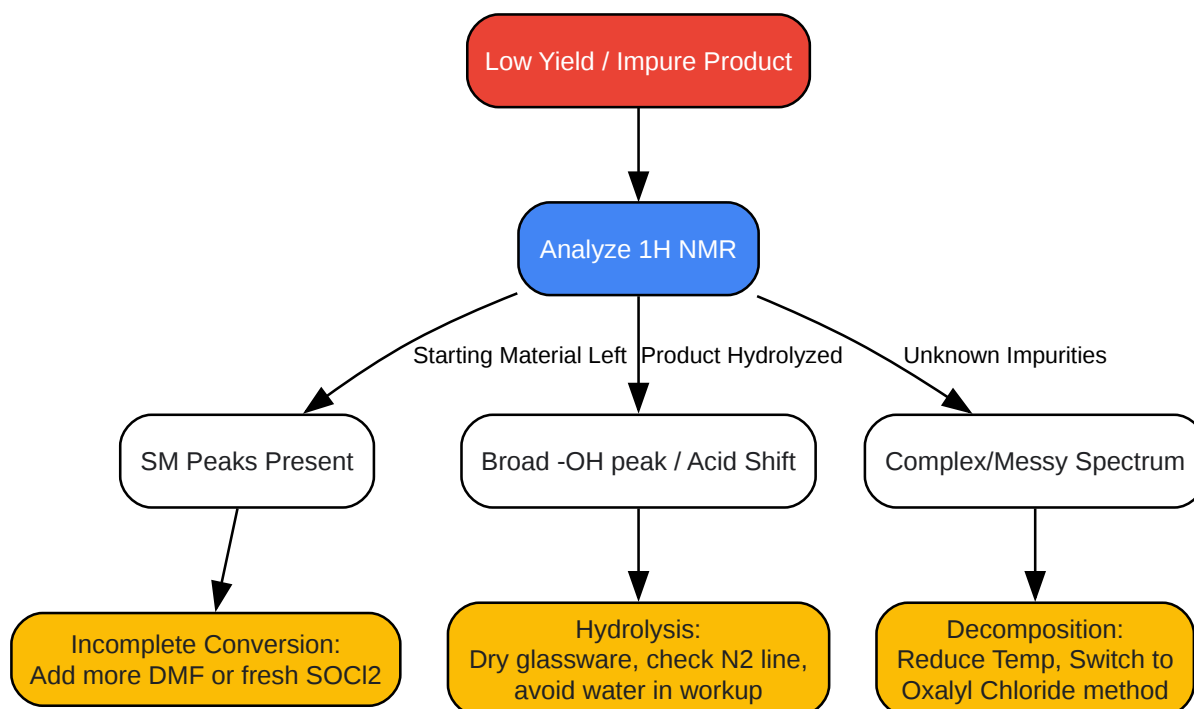 Low Yield / Impure Product
Analyze 1H NMR
Starting Material Left
Product Hydrolyzed
Unknown Impurities
SM Peaks Present
Broad -OH peak / Acid Shift
Complex/Messy Spectrum
Incomplete Conversion:
Add more DMF or fresh SOCl2
Hydrolysis:
Dry glassware, check N2 line,
avoid water in workup
Decomposition:
Reduce Temp, Switch to
Oxalyl Chloride method